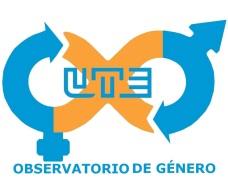 UTE
OBSERVATORIO DE GÉNERO